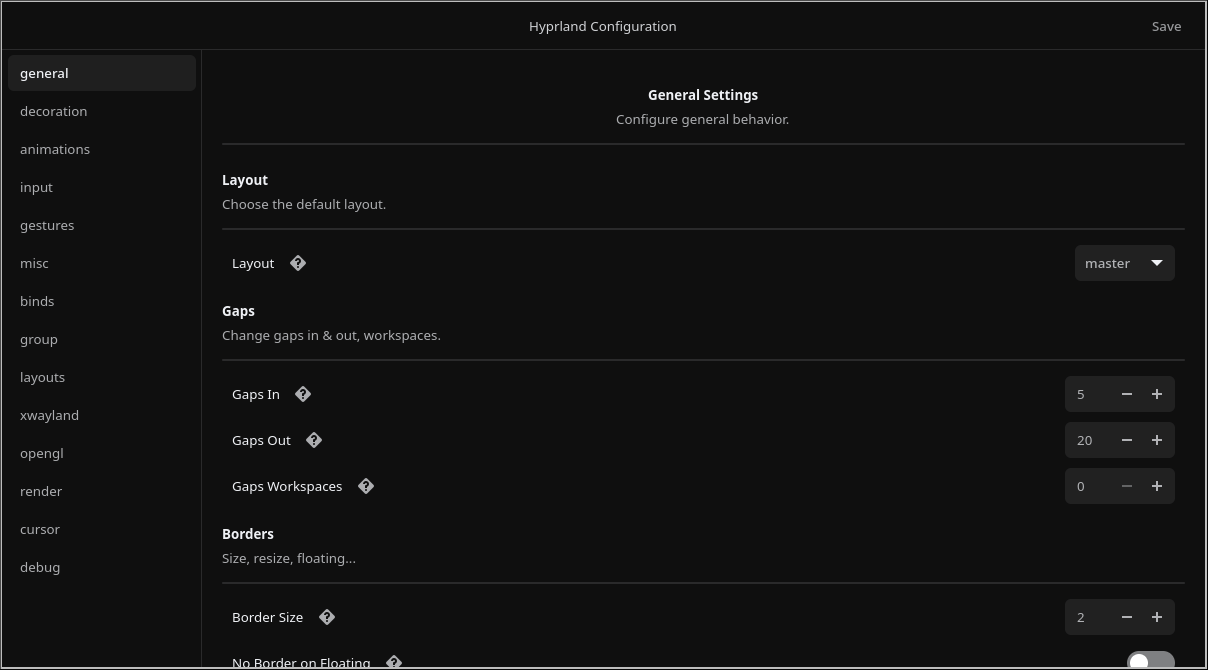 Hyprland Configuration
Save
general
decoration
animations
input
gestures
misc
binds
group
layouts
xwayland
opengl
render
cursor
debug
General Settings
Configure general behavior.
Layout
Choose the default layout.
Layout ?
master
Gaps
Change gaps in & out, workspaces.
Gaps In ?
5 − +
Gaps Out ?
20 − +
Gaps Workspaces ?
0 − +
Borders
Size, resize, floating...
Border Size ?
2 − +
No Border on Floating ?